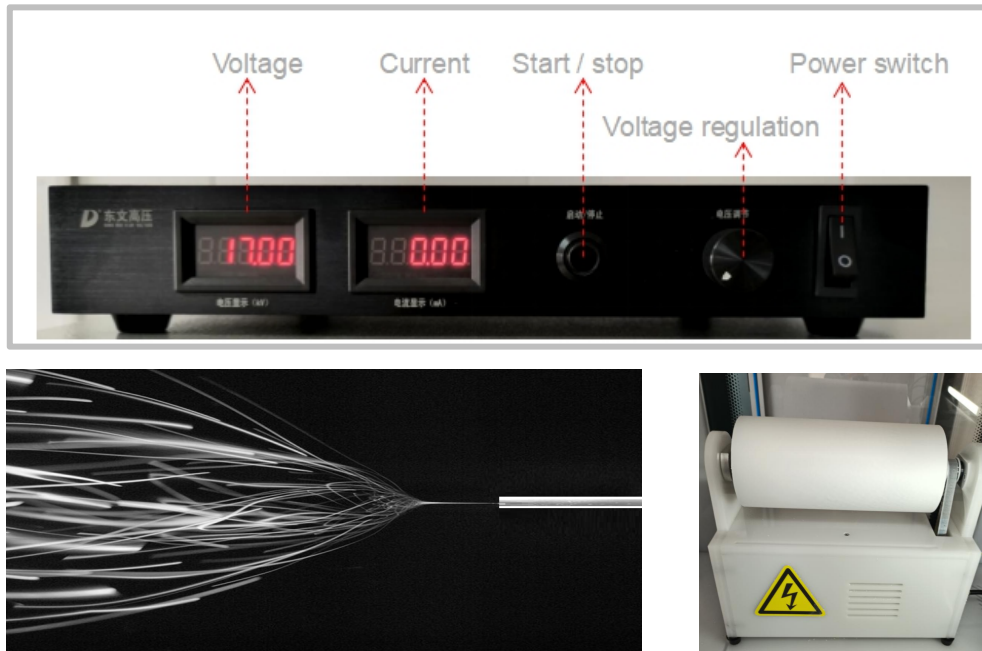 Voltage
Current
Start / stop
Power switch
Voltage regulation
东文高压
启动/停止
电压调节
17.00
0.00
电压显示（kV）
电流显示（mA）